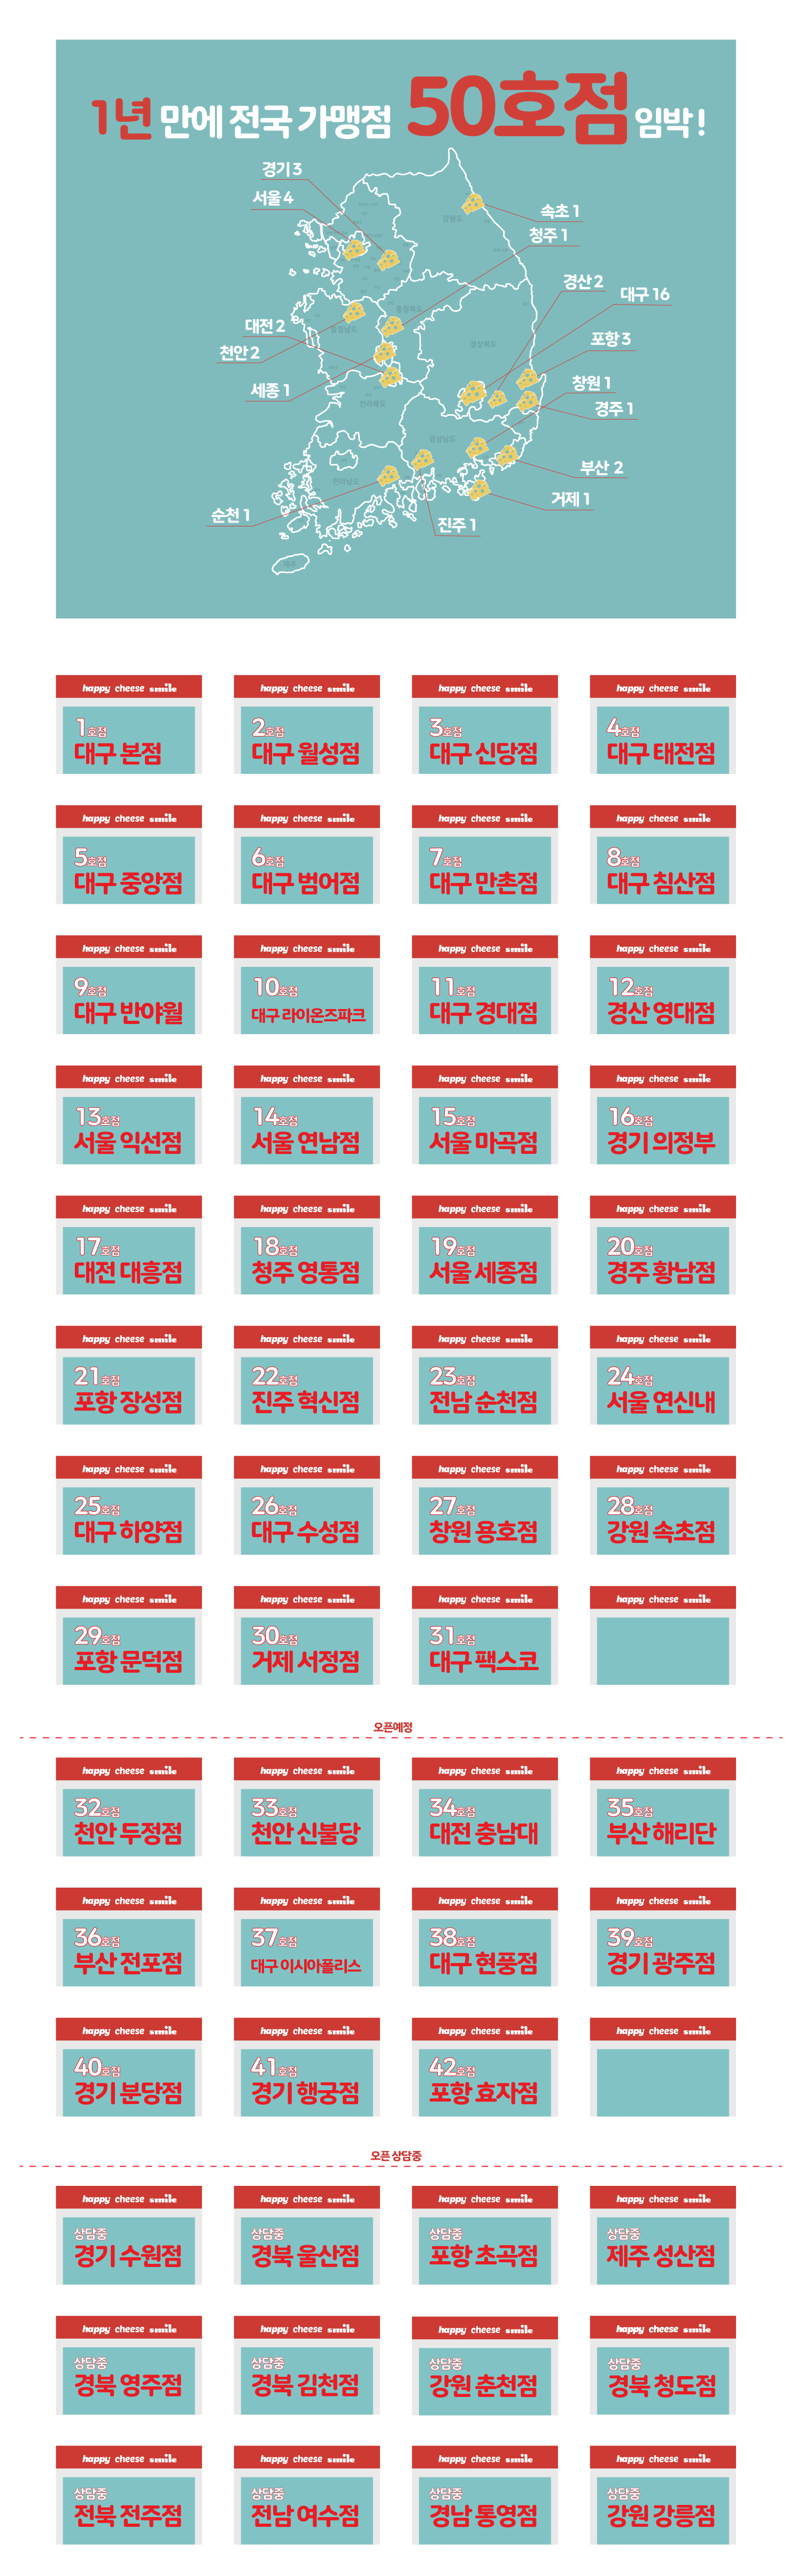 1년 만에 전국 가맹점 50호점 임박!
경기 3
서울 4
속초 1
청주 1
강원도
경산 2
대구 16
충청북도
대전 2
충청남도
포항 3
경상북도
천안 2
창원 1
세종 1
전라북도
경주 1
경상남도
부산 2
전라남도
거제 1
순천 1
진주 1
제주
happy cheese smile
1호점
대구 본점
happy cheese smile
2호점
대구 월성점
happy cheese smile
3호점
대구 신당점
happy cheese smile
4호점
대구 태전점
happy cheese smile
5호점
대구 중앙점
happy cheese smile
6호점
대구 범어점
happy cheese smile
7호점
대구 만촌점
happy cheese smile
8호점
대구 침산점
happy cheese smile
9호점
대구 반야월
happy cheese smile
10호점
대구 라이온즈파크
happy cheese smile
11호점
대구 경대점
happy cheese smile
12호점
경산 영대점
happy cheese smile
13호점
서울 익선점
happy cheese smile
14호점
서울 연남점
happy cheese smile
15호점
서울 마곡점
happy cheese smile
16호점
경기 의정부
happy cheese smile
17호점
대전 대흥점
happy cheese smile
18호점
청주 영통점
happy cheese smile
19호점
서울 세종점
happy cheese smile
20호점
경주 황남점
happy cheese smile
21호점
포항 장성점
happy cheese smile
22호점
진주 혁신점
happy cheese smile
23호점
전남 순천점
happy cheese smile
24호점
서울 연신내
happy cheese smile
25호점
대구 하양점
happy cheese smile
26호점
대구 수성점
happy cheese smile
27호점
창원 용호점
happy cheese smile
28호점
강원 속초점
happy cheese smile
29호점
포항 문덕점
happy cheese smile
30호점
거제 서정점
happy cheese smile
31호점
대구 팩스코
happy cheese smile
오픈예정
happy cheese smile
32호점
천안 두정점
happy cheese smile
33호점
천안 신불당
happy cheese smile
34호점
대전 충남대
happy cheese smile
35호점
부산 해리단
happy cheese smile
36호점
부산 전포점
happy cheese smile
37호점
대구 이시아폴리스
happy cheese smile
38호점
대구 현풍점
happy cheese smile
39호점
경기 광주점
happy cheese smile
40호점
경기 분당점
happy cheese smile
41호점
경기 행궁점
happy cheese smile
42호점
포항 효자점
happy cheese smile
오픈 상담중
happy cheese smile
상담중
경기 수원점
happy cheese smile
상담중
경북 울산점
happy cheese smile
상담중
포항 초곡점
happy cheese smile
상담중
제주 성산점
happy cheese smile
상담중
경북 영주점
happy cheese smile
상담중
경북 김천점
happy cheese smile
상담중
강원 춘천점
happy cheese smile
상담중
경북 청도점
happy cheese smile
상담중
전북 전주점
happy cheese smile
상담중
전남 여수점
happy cheese smile
상담중
경남 통영점
happy cheese smile
상담중
강원 강릉점